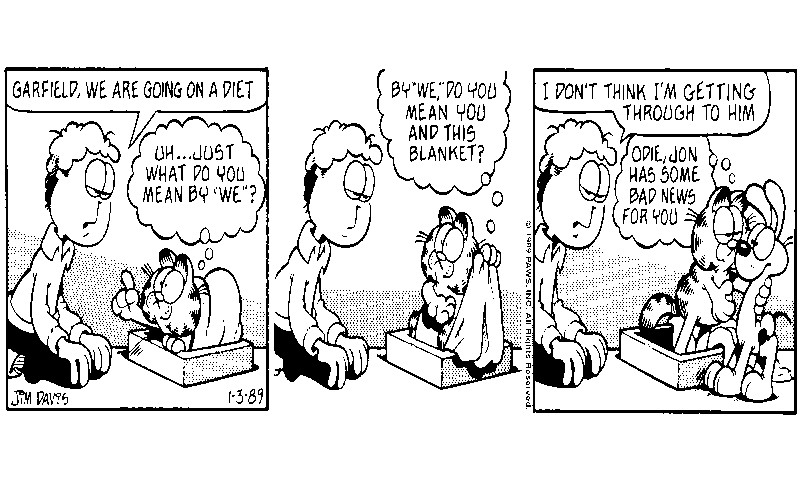 GARFIELD, WE ARE GOING ON A DIET
UH...JUST
WHAT DO YOU
MEAN BY "WE"?
JIM DAVIS
1-3-89
BY "WE," DO YOU
MEAN YOU
AND THIS
BLANKET?
© 1989 PAWS, INC. All Rights Reserved.
I DON'T THINK I'M GETTING
THROUGH TO HIM
ODIE, JON
HAS SOME
BAD NEWS
FOR YOU